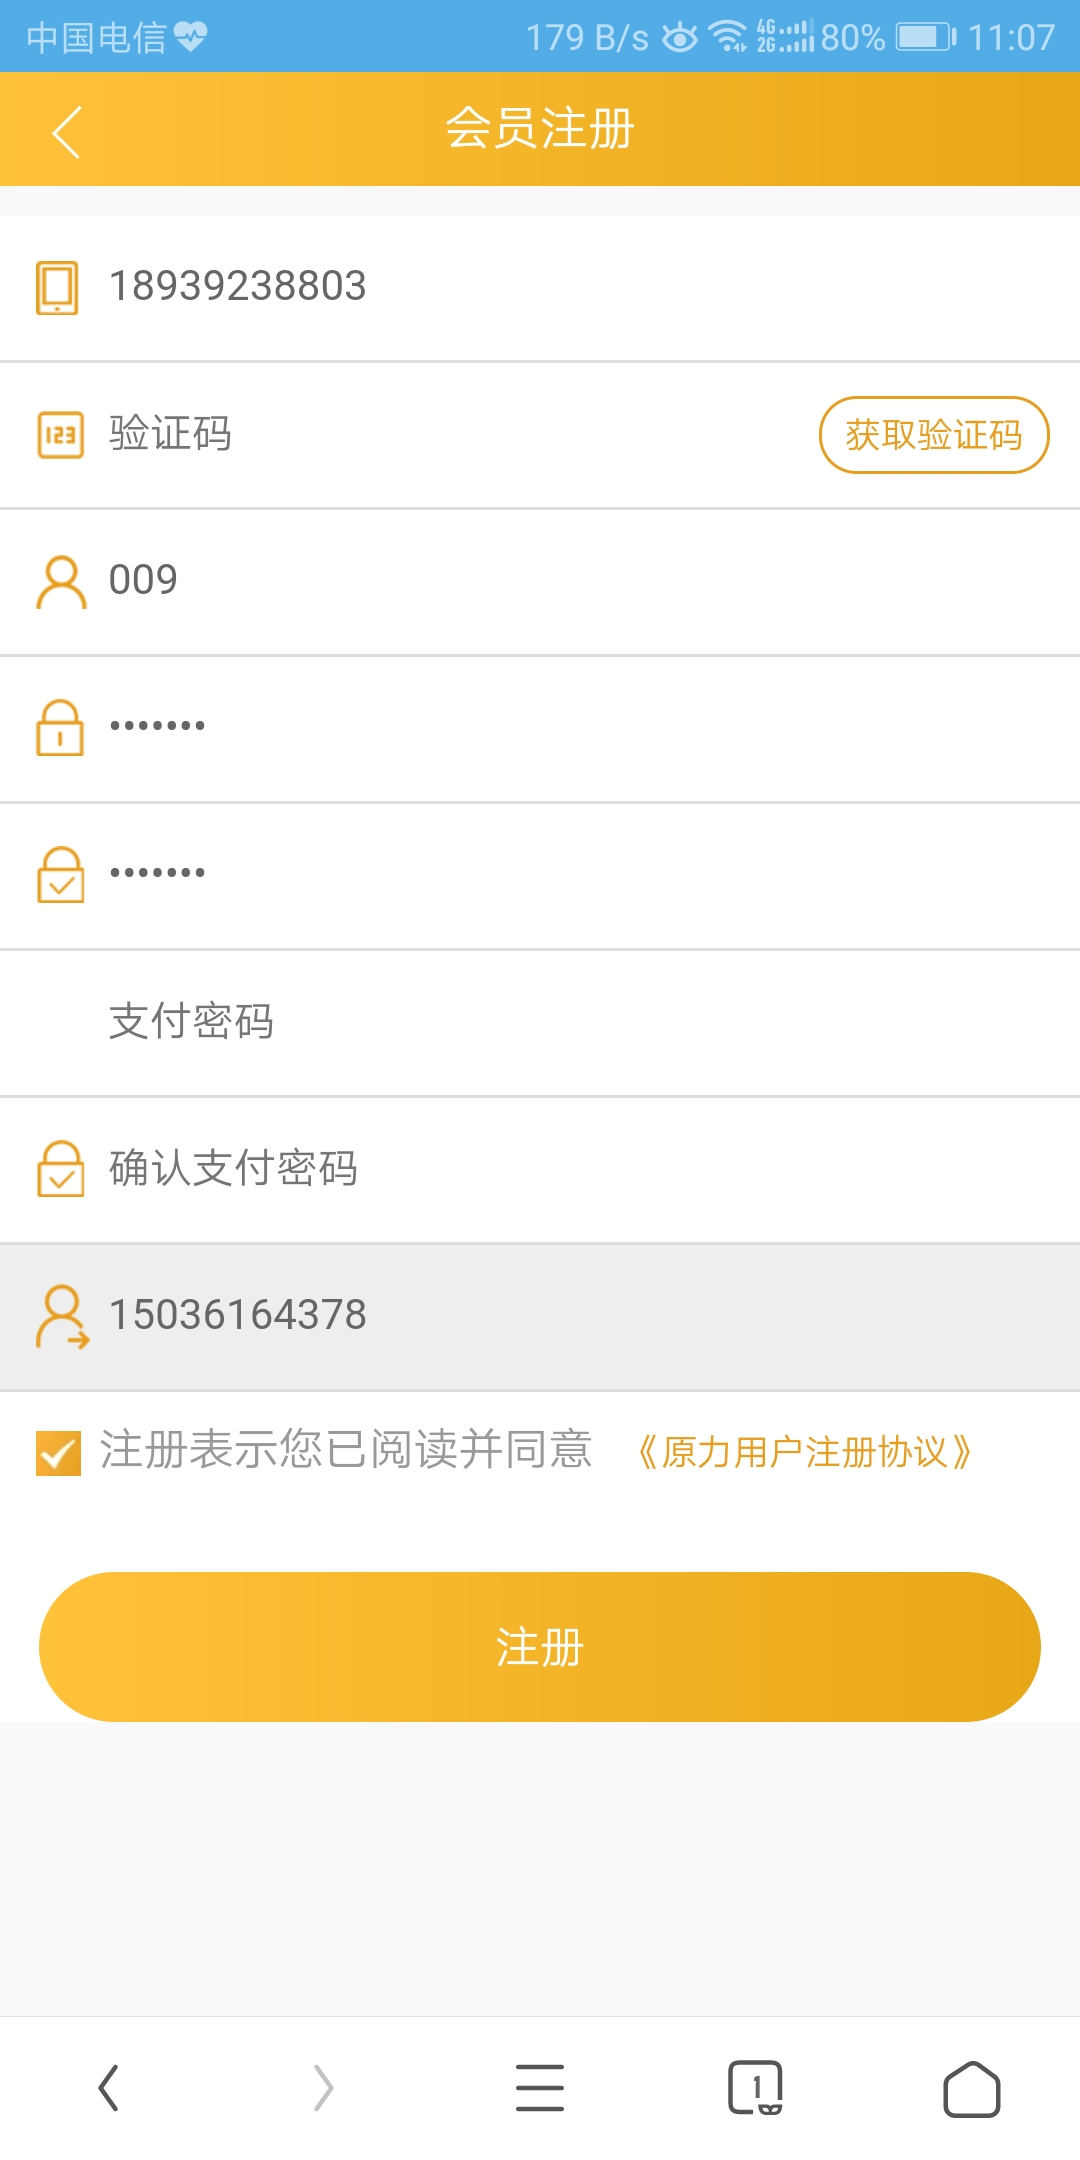 中国电信 179 B/s 4G 2G 80% 11:07
会员注册
18939238803
123 验证码 获取验证码
009
•••••••
•••••••
支付密码
确认支付密码
15036164378
注册表示您已阅读并同意 《原力用户注册协议》
注册
1